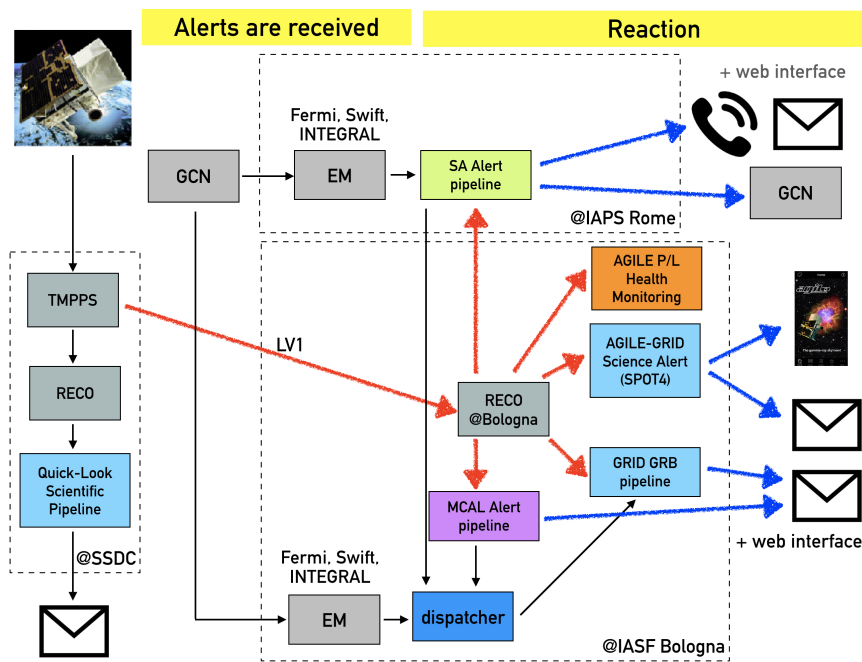 Alerts are received
Reaction
+ web interface
Fermi, Swift,
INTEGRAL
GCN
EM
SA Alert
pipeline
GCN
@IAPS Rome
TMPPS
AGILE P/L
Health
Monitoring
agile
LV1
AGILE-GRID
Science Alert
(SPOT4)
RECO
RECO
@Bologna
Quick-Look
Scientific
Pipeline
GRID GRB
pipeline
MCAL Alert
pipeline
+ web interface
@SSDC
Fermi, Swift,
INTEGRAL
EM
dispatcher
@IASF Bologna